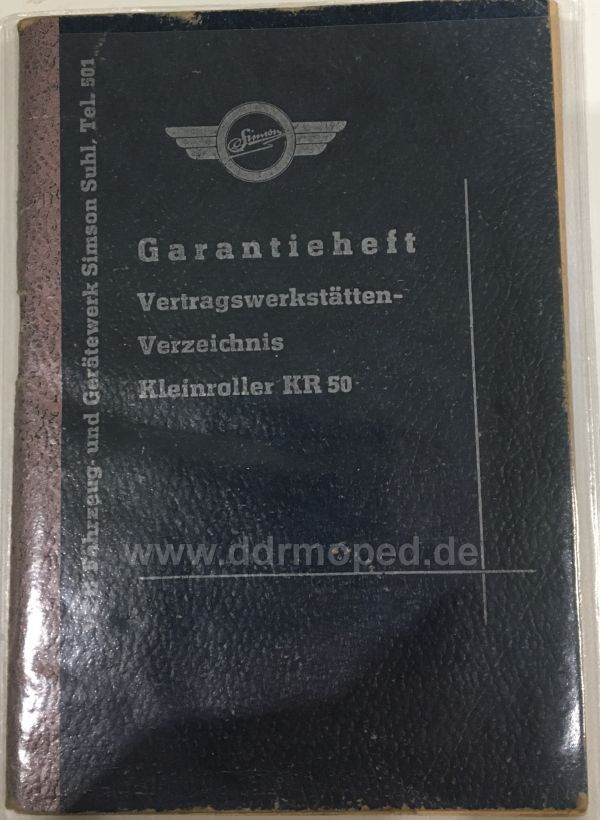 Simson
Garantieheft
Vertragswerkstätten-
Verzeichnis
Kleinroller KR 50
Fahrzeug- und Gerätewerk Simson Suhl, Tel. 501
www.ddrmoped.de